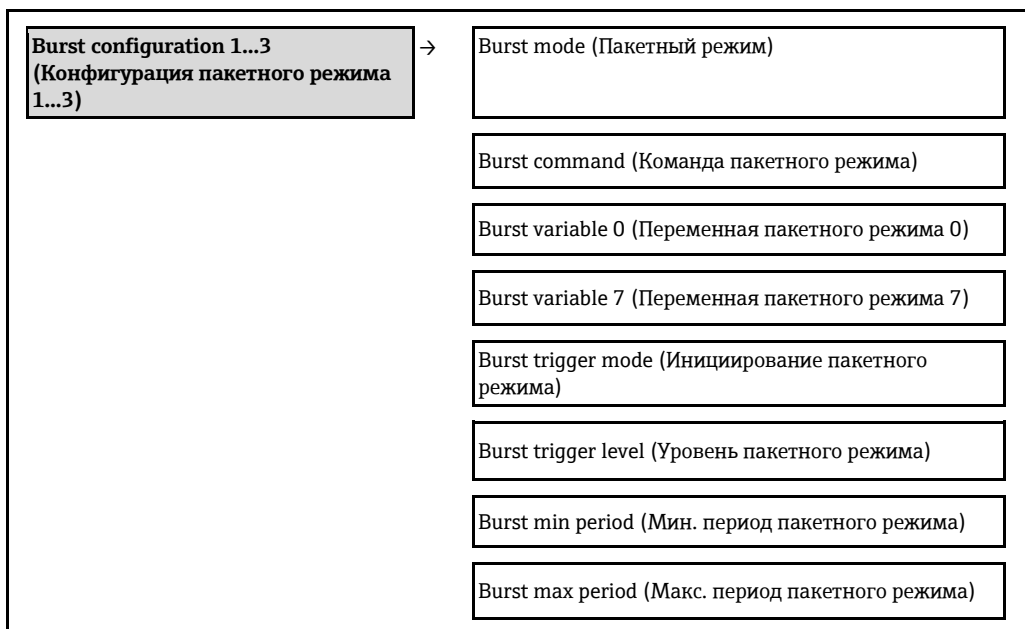 Burst configuration 1...3
(Конфигурация пакетного режима
1...3)
→
Burst mode (Пакетный режим)
Burst command (Команда пакетного режима)
Burst variable 0 (Переменная пакетного режима 0)
Burst variable 7 (Переменная пакетного режима 7)
Burst trigger mode (Инициирование пакетного
режима)
Burst trigger level (Уровень пакетного режима)
Burst min period (Мин. период пакетного режима)
Burst max period (Макс. период пакетного режима)